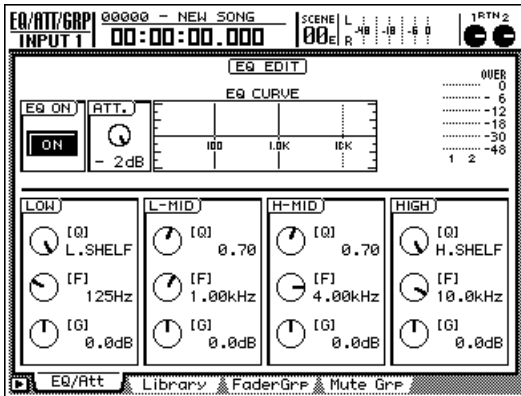 EQ/ATT/GRP 00000 - NEW SONG SCENE L 1RTN2
INPUT 1 00:00:00.000 00E R -48 -18 -6 0
EQ EDIT
OVER
EQ CURVE
EQ ON ATT.
ON
- 2dB
100 1.0K 10K
0
- 6
-12
-18
-30
-48
1 2
LOW L-MID H-MID HIGH
[Q] [Q] [Q] [Q]
L.SHELF 0.70 0.70 H.SHELF
[F] [F] [F] [F]
125Hz 1.00kHz 4.00kHz 10.0kHz
[G] [G] [G] [G]
0.0dB 0.0dB 0.0dB 0.0dB
EQ/Att Library FaderGrp Mute Grp